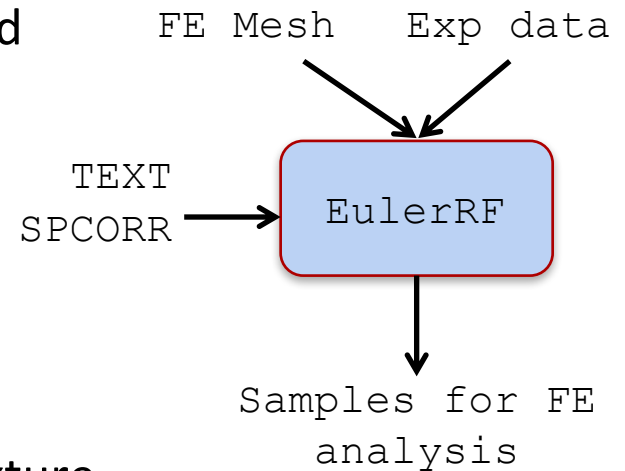 FE Mesh Exp data
TEXT
SPCORR
EulerRF
Samples for FE
analysis